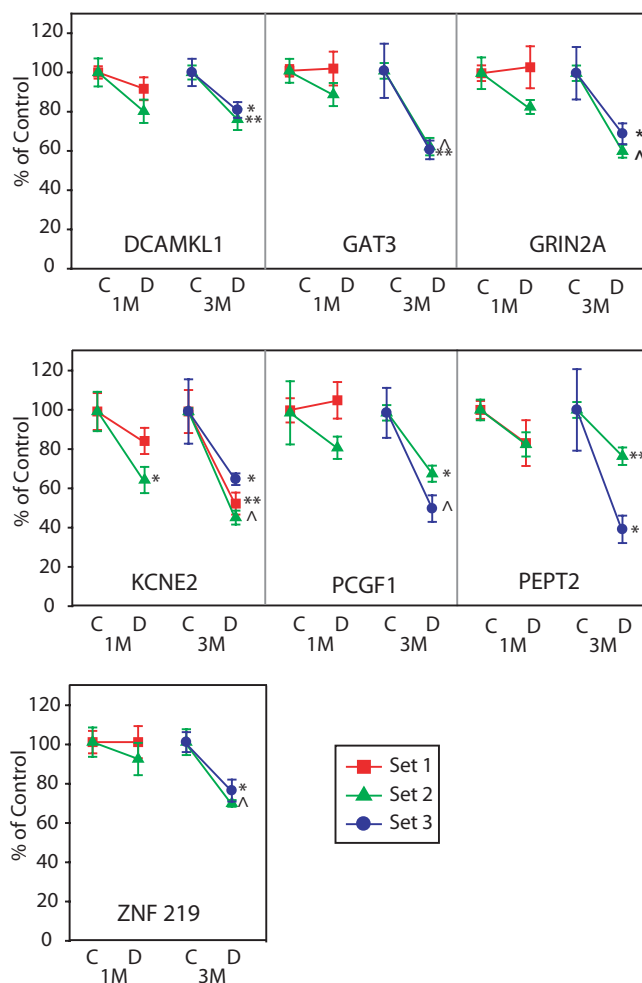 % of Control
120
100
80
60
40
20
0
*
**
^
**
*
^
DCAMKL1 GAT3 GRIN2A
C D C D C D C D C D C D
1M 3M 1M 3M 1M 3M
% of Control
120
100
80
60
40
20
0
*
*
**
^
*
^
**
*
KCNE2 PCGF1 PEPT2
C D C D C D C D C D C D
1M 3M 1M 3M 1M 3M
% of Control
120
100
80
60
40
20
0
*
^
ZNF 219
C D C D
1M 3M
Set 1
Set 2
Set 3